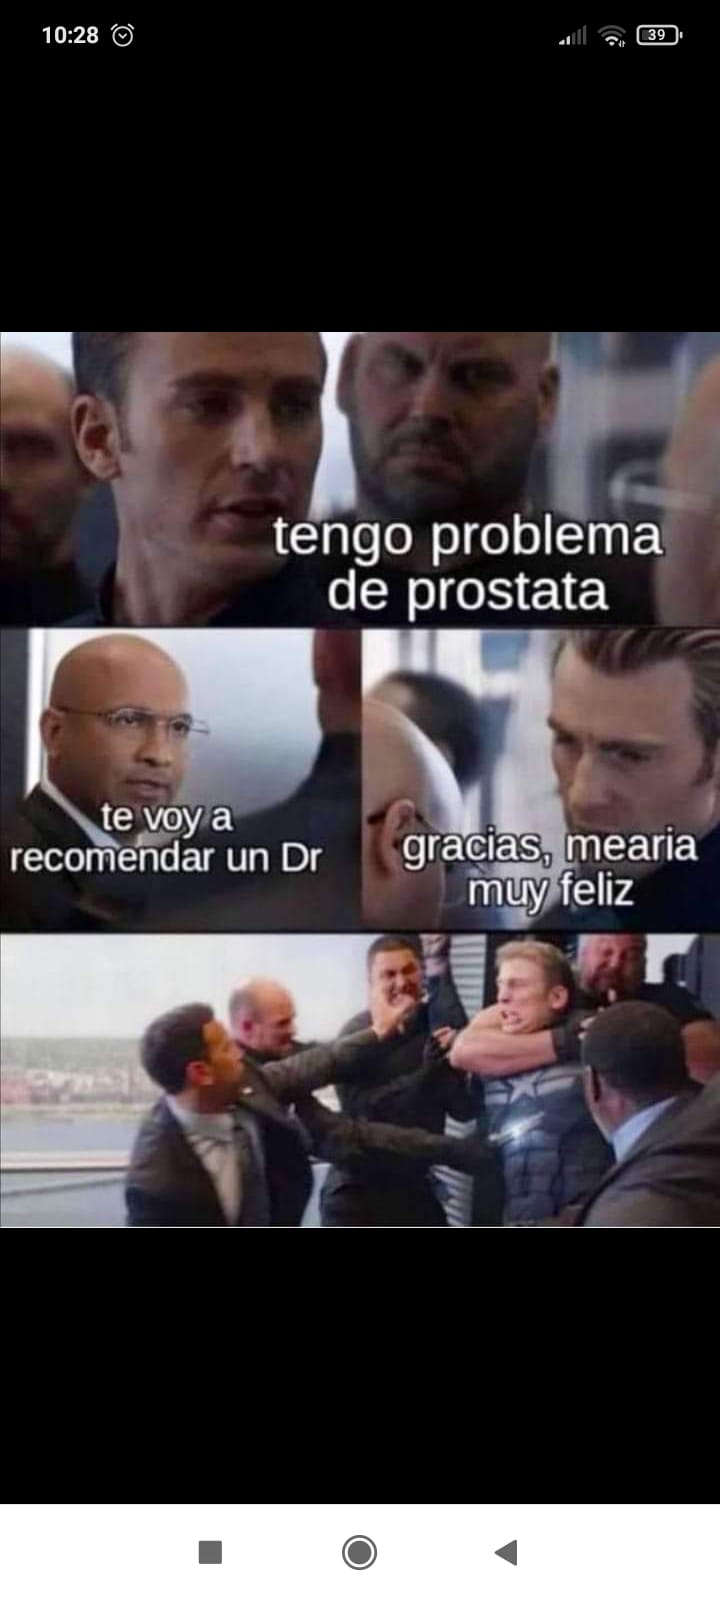 10:28
39
tengo problema
de prostata
te voy a
recomendar un Dr
gracias, mearia
muy feliz